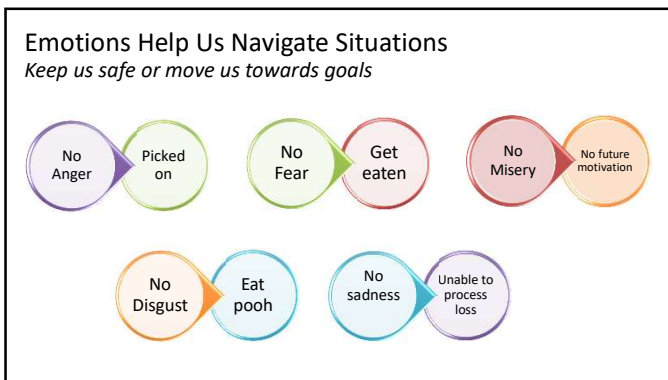 Emotions Help Us Navigate Situations
Keep us safe or move us towards goals
No
Anger
Picked
on
No
Fear
Get
eaten
No
Misery
No future
motivation
No
Disgust
Eat
pooh
No
sadness
Unable to
process
loss